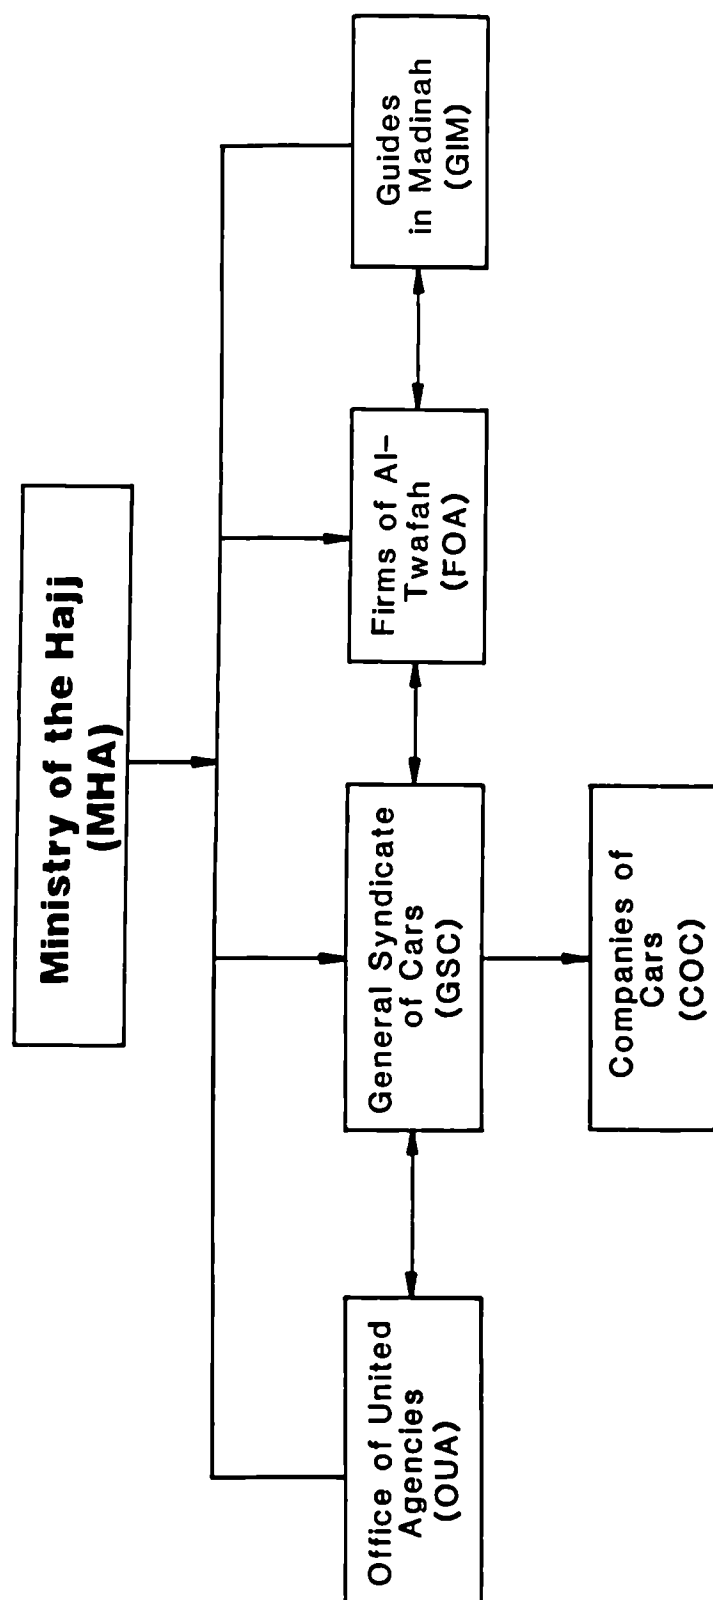 Ministry of the Hajj
(MHA)
Office of United
Agencies
(OUA)
General Syndicate
of Cars
(GSC)
Firms of Al-
Twafah
(FOA)
Guides
in Madinah
(GIM)
Companies of
Cars
(COC)